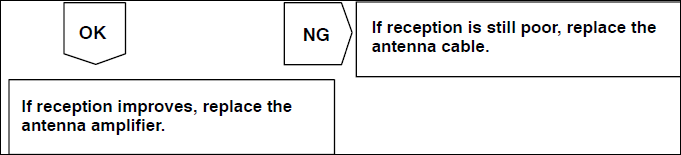 OK
NG
If reception is still poor, replace the
antenna cable.
If reception improves, replace the
antenna amplifier.